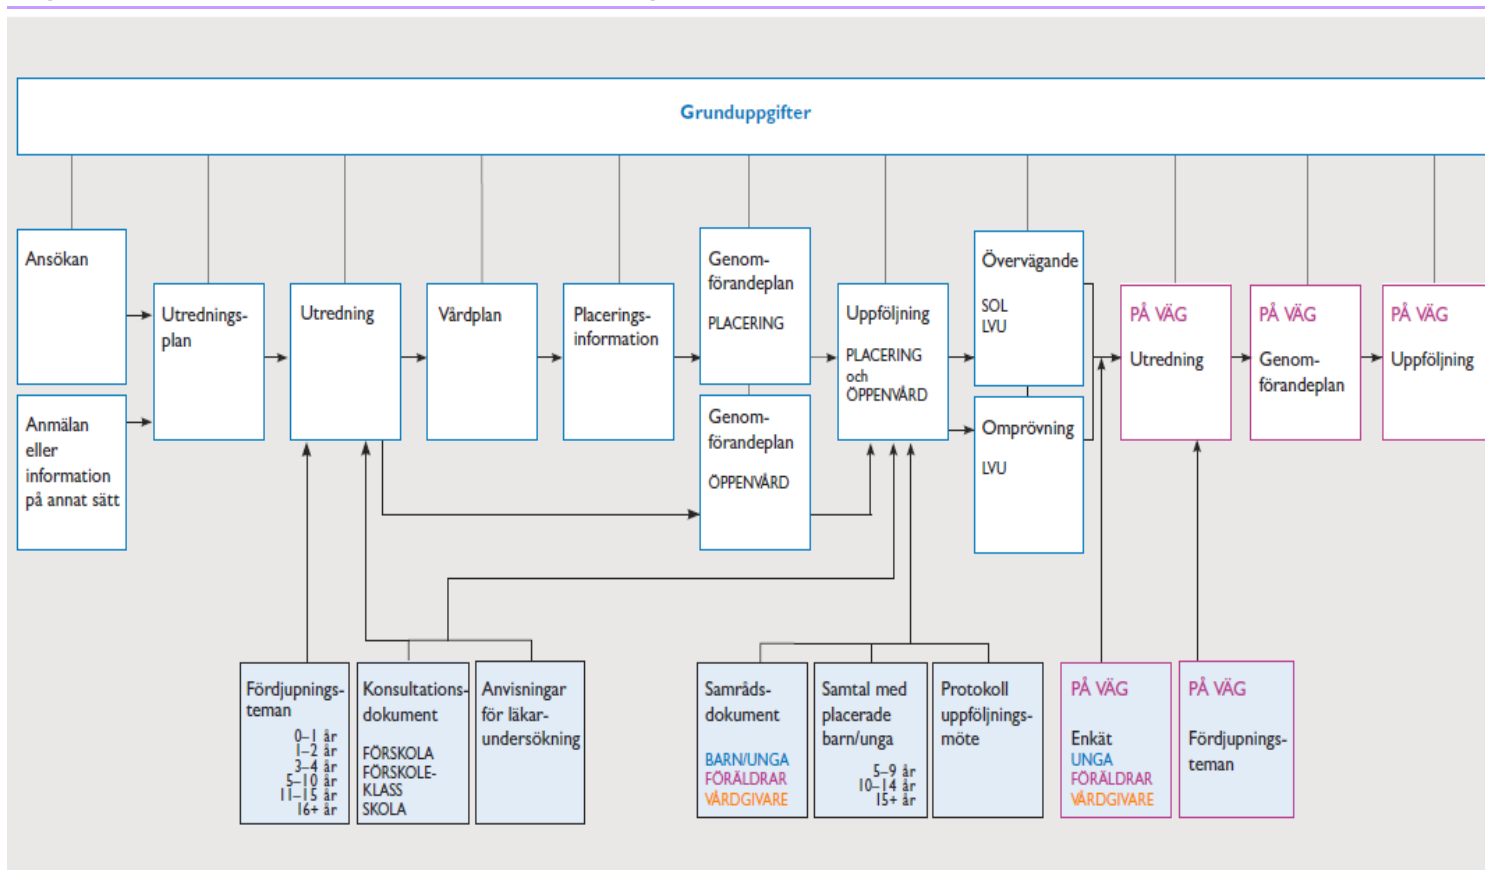 Grunduppgifter
Ansökan
Anmälan
eller
information
på annat sätt
Utrednings-
plan
Utredning
Vårdplan
Placerings-
information
Genom-
förandeplan
PLACERING
Genom-
förandeplan
ÖPPENVÅRD
Uppföljning
PLACERING
och
ÖPPENVÅRD
Övervägande
SOL
LVU
Omprövning
LVU
PÅ VÄG
Utredning
PÅ VÄG
Genom-
förandeplan
PÅ VÄG
Uppföljning
Fördjupnings-
teman
0–1 år
1–2 år
3–4 år
5–10 år
11–15 år
16+ år
Konsultations-
dokument
FÖRSKOLA
FÖRSKOLE-
KLASS
SKOLA
Anvisningar
för läkar-
undersökning
Samråds-
dokument
BARN/UNGA
FÖRÄLDRAR
VÅRDGIVARE
Samtal med
placerade
barn/unga
5–9 år
10–14 år
15+ år
Protokoll
uppföljnings-
möte
PÅ VÄG
Enkät
UNGA
FÖRÄLDRAR
VÅRDGIVARE
PÅ VÄG
Fördjupnings-
teman